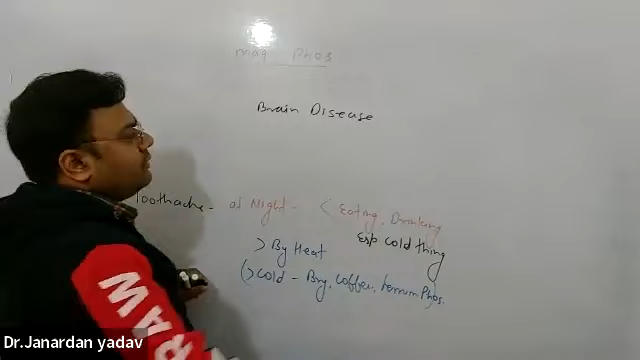 Mag Phos
Brain Disease
Toothache - at Night - < Eating, Drinking
Esp cold thing
> By Heat
(> Cold - Bry, Coffea, Ferrum Phos.
RAW
Dr.Janardan yadav